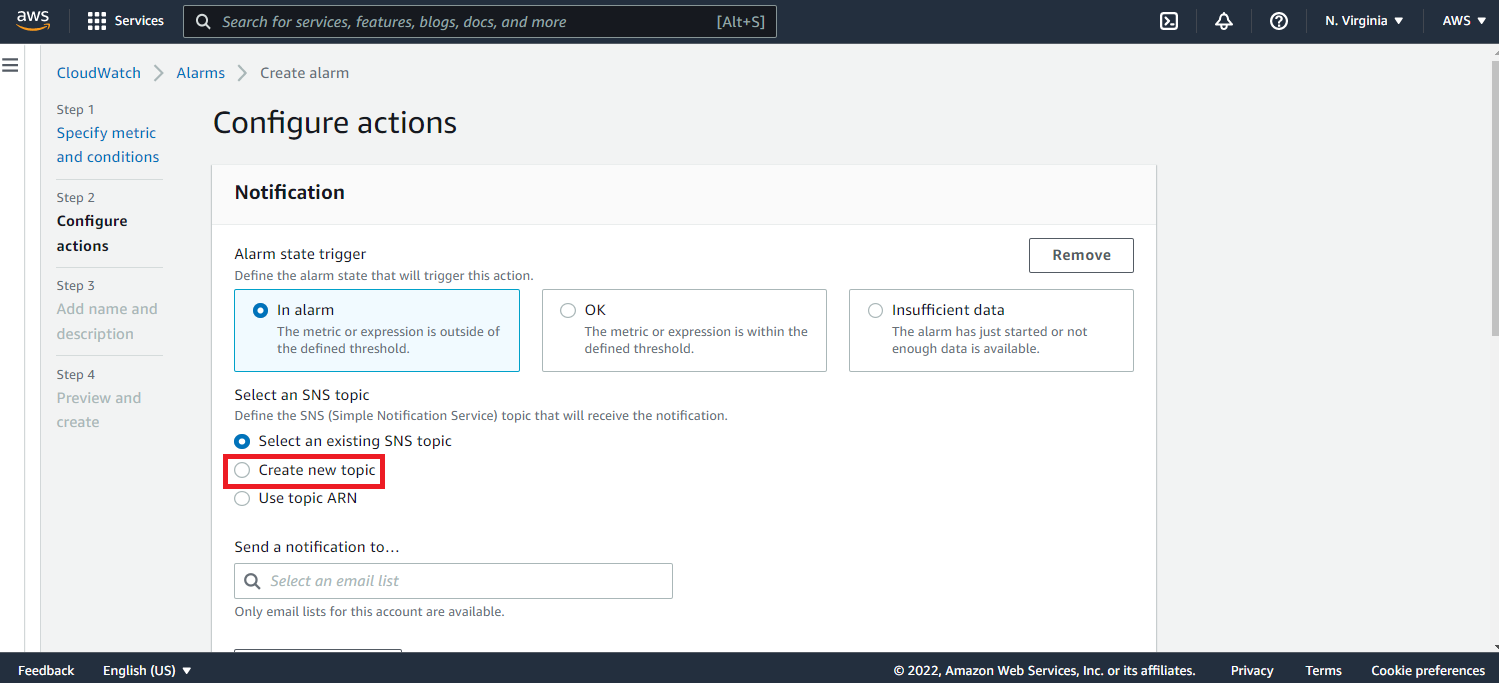 aws
Services
Search for services, features, blogs, docs, and more
[Alt+S]
N. Virginia
AWS
CloudWatch
Alarms
Create alarm
Step 1
Specify metric
and conditions
Step 2
Configure
actions
Step 3
Add name and
description
Step 4
Preview and
create
Configure actions
Notification
Alarm state trigger
Define the alarm state that will trigger this action.
Remove
In alarm
The metric or expression is outside of
the defined threshold.
OK
The metric or expression is within the
defined threshold.
Insufficient data
The alarm has just started or not
enough data is available.
Select an SNS topic
Define the SNS (Simple Notification Service) topic that will receive the notification.
Select an existing SNS topic
Create new topic
Use topic ARN
Send a notification to…
Select an email list
Only email lists for this account are available.
Feedback
English (US)
© 2022, Amazon Web Services, Inc. or its affiliates.
Privacy
Terms
Cookie preferences